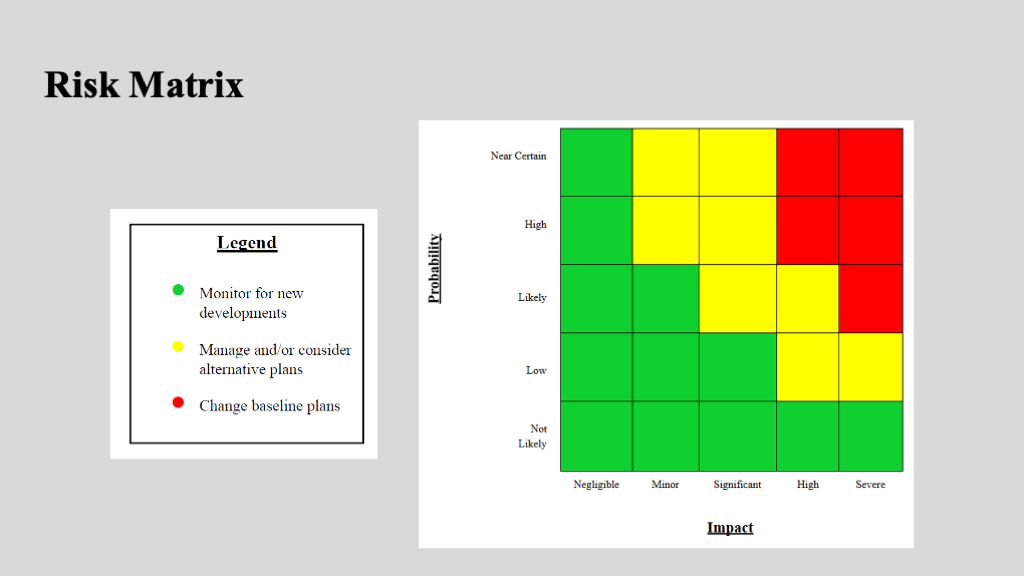 Risk Matrix
Legend
Monitor for new
developments
Manage and/or consider
alternative plans
Change baseline plans
Probability
Near Certain
High
Likely
Low
Not
Likely
Negligible
Minor
Significant
High
Severe
Impact